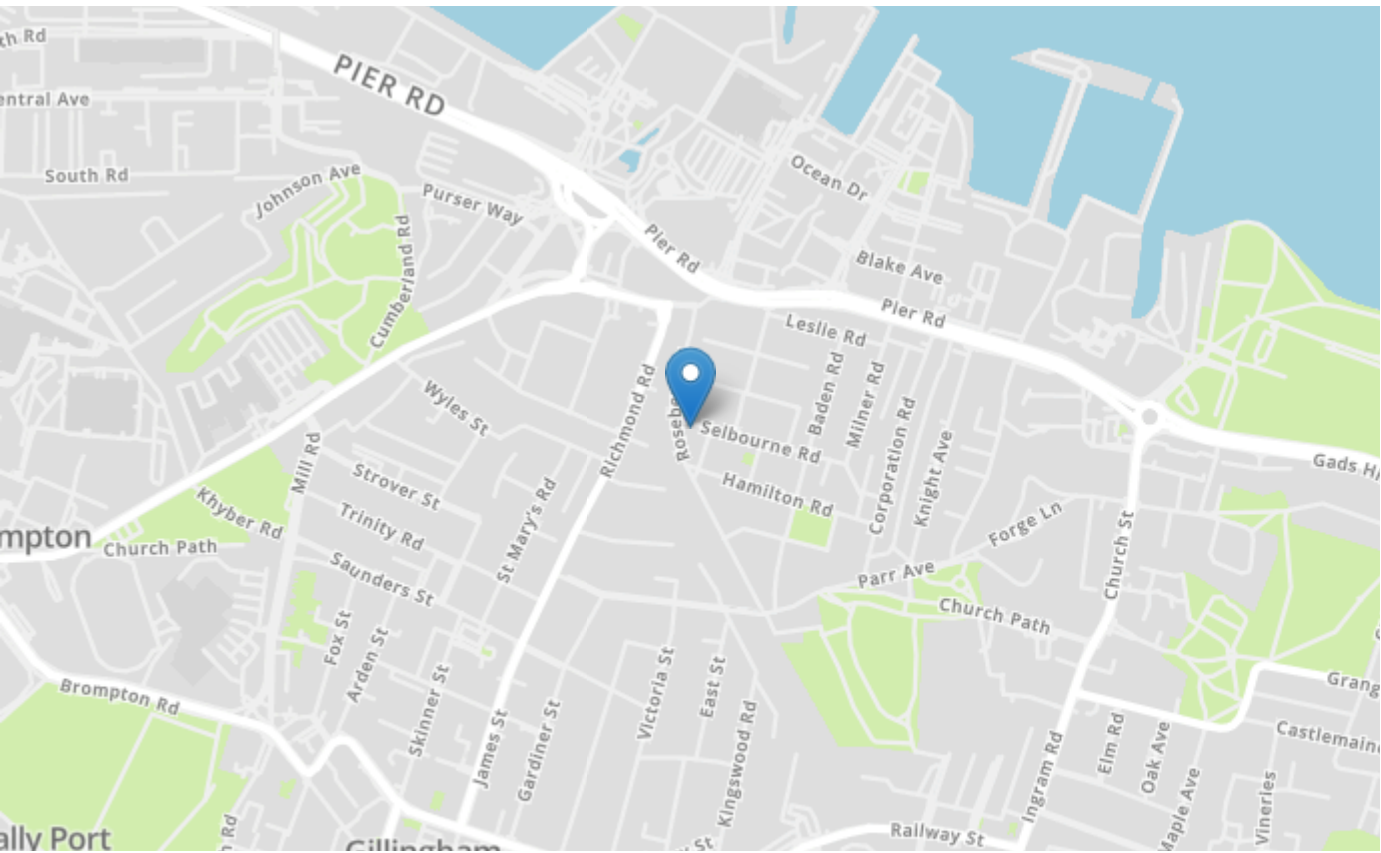 th Rd
PIER RD
entral Ave
South Rd
Johnson Ave
Purser Way
Ocean Dr
Cumberland Rd
Pier Rd
Blake Ave
Pier Rd
Leslie Rd
Wyles St
Richmond Rd
Rosebe
Baden Rd
Milner Rd
Corporation Rd
Knight Ave
Selbourne Rd
Gads H
Mill Rd
Strover St
Hamilton Rd
Khyber Rd
Trinity Rd
St Mary's Rd
Forge Ln
mpton
Church Path
Church St
Saunders St
Parr Ave
Church Path
Fox St
Arden St
Brompton Rd
Skinner St
James St
Gardiner St
Victoria St
East St
Kingswood Rd
Grang
Castlemaine
Elm Rd
Oak Ave
Ingram Rd
Maple Ave
Vineries
ally Port
Rd
Gillingham
St
Railway St